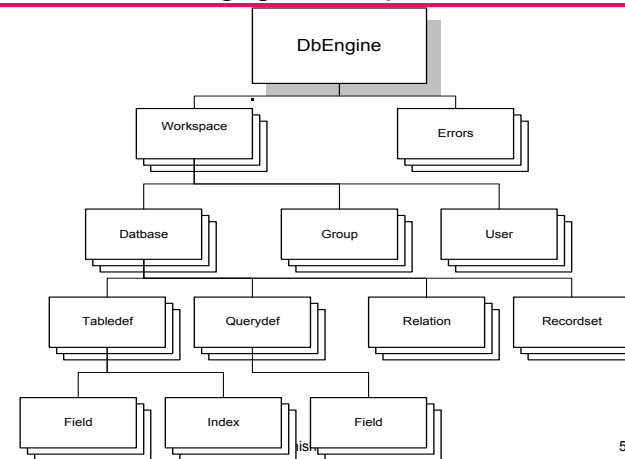 DbEngine
Workspace
Errors
Datbase
Group
User
Tabledef
Querydef
Relation
Recordset
Field
Index
Field
5